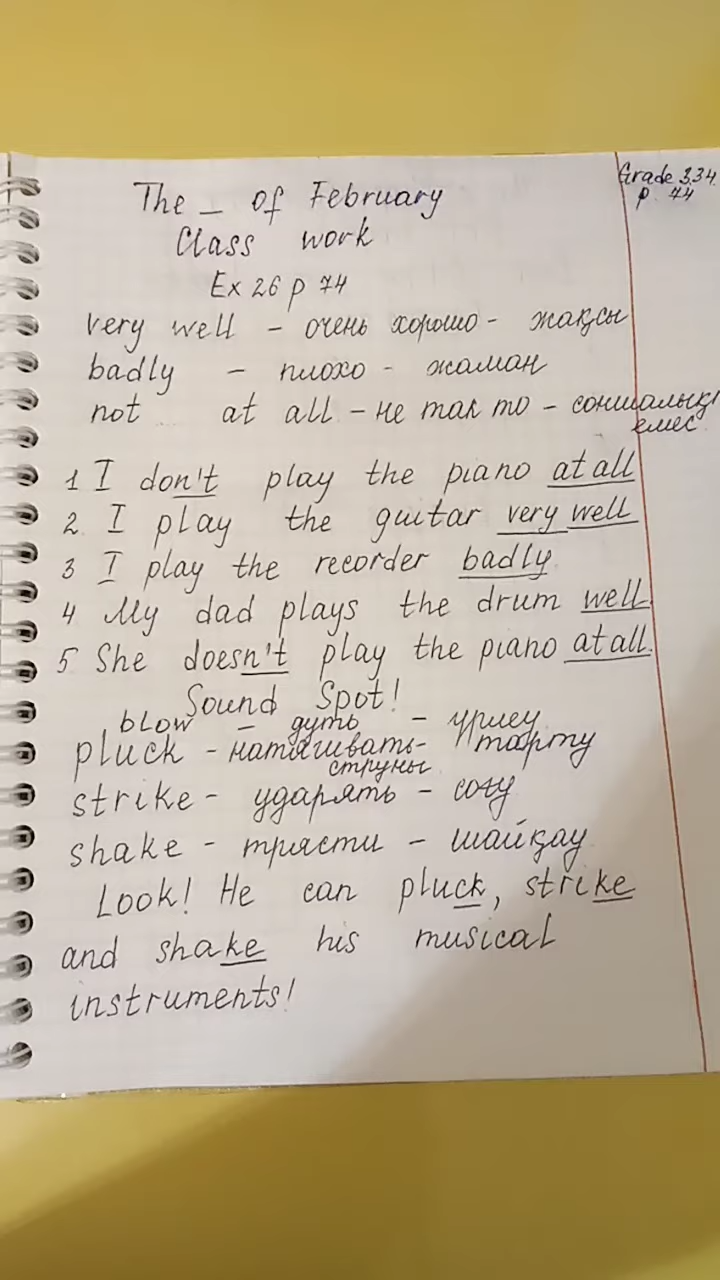 The _ of February
Grade 3,34.
p. 74
Class work
Ex 26 p 74
very well - очень хорошо - жақсы
badly - плохо - жаман
not at all - не так то - соншалықты
емес
1 I don't play the piano at all
2. I play the guitar very well
3 I play the recorder badly
4 My dad plays the drum well
5 She doesn't play the piano at all
Sound Spot!
blow - дуть - үрлеу
pluck - натягивать - тарту
струны
strike - ударять - соғу
shake - трясти - шайқау
Look! He can pluck, strike
and shake his musical
instruments!